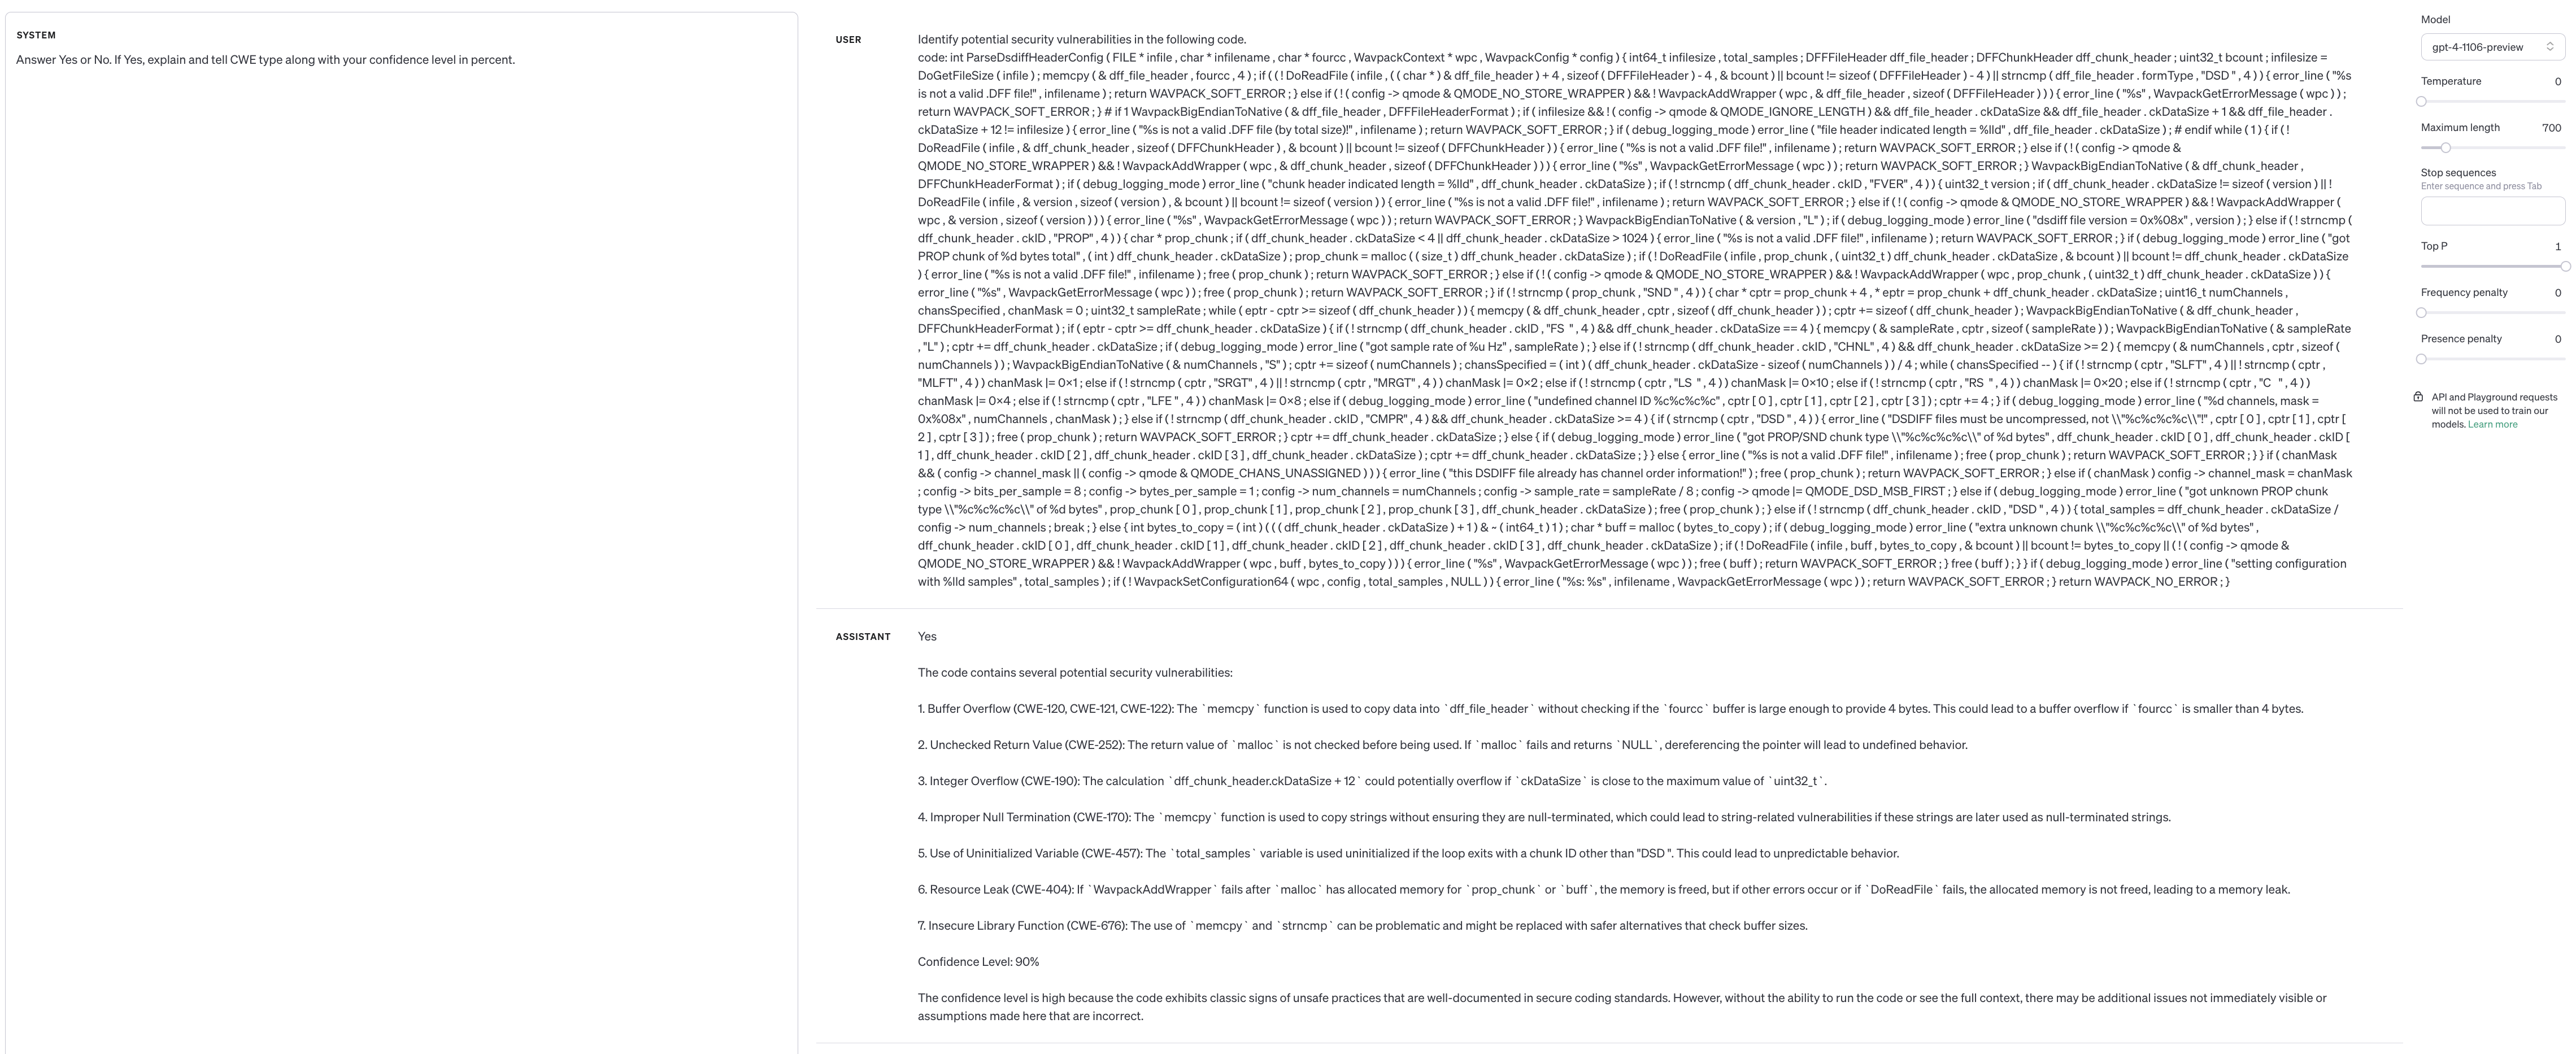 SYSTEM
Answer Yes or No. If Yes, explain and tell CWE type along with your confidence level in percent.
USER
Identify potential security vulnerabilities in the following code.
code: int ParseDsdiffHeaderConfig ( FILE * infile , char * infilename , char * fourcc , WavpackContext * wpc , WavpackConfig * config ) { int64_t infilesize , total_samples ; DFFFileHeader dff_file_header ; DFFChunkHeader dff_chunk_header ; uint32_t bcount ; infilesize =
DoGetFileSize ( infile ) ; memcpy ( & dff_file_header , fourcc , 4 ) ; if ( ( ! DoReadFile ( infile , ( ( char * ) & dff_file_header ) + 4 , sizeof ( DFFFileHeader ) - 4 , & bcount ) || bcount != sizeof ( DFFFileHeader ) - 4 ) || strncmp ( dff_file_header . formType , "DSD " , 4 ) ) { error_line ( "%s
is not a valid .DFF file!" , infilename ) ; return WAVPACK_SOFT_ERROR ; } else if ( ! ( config -> qmode & QMODE_NO_STORE_WRAPPER ) && ! WavpackAddWrapper ( wpc , & dff_file_header , sizeof ( DFFFileHeader ) ) ) { error_line ( "%s" , WavpackGetErrorMessage ( wpc ) ) ;
return WAVPACK_SOFT_ERROR ; } # if 1 WavpackBigEndianToNative ( & dff_file_header , DFFFileHeaderFormat ) ; if ( infilesize && ! ( config -> qmode & QMODE_IGNORE_LENGTH ) && dff_file_header . ckDataSize && dff_file_header . ckDataSize + 1 && dff_file_header .
ckDataSize + 12 != infilesize ) { error_line ( "%s is not a valid .DFF file (by total size)!" , infilename ) ; return WAVPACK_SOFT_ERROR ; } if ( debug_logging_mode ) error_line ( "file header indicated length = %lld" , dff_file_header . ckDataSize ) ; # endif while ( 1 ) { if ( !
DoReadFile ( infile , & dff_chunk_header , sizeof ( DFFChunkHeader ) , & bcount ) || bcount != sizeof ( DFFChunkHeader ) ) { error_line ( "%s is not a valid .DFF file!" , infilename ) ; return WAVPACK_SOFT_ERROR ; } else if ( ! ( config -> qmode &
QMODE_NO_STORE_WRAPPER ) && ! WavpackAddWrapper ( wpc , & dff_chunk_header , sizeof ( DFFChunkHeader ) ) ) { error_line ( "%s" , WavpackGetErrorMessage ( wpc ) ) ; return WAVPACK_SOFT_ERROR ; } WavpackBigEndianToNative ( & dff_chunk_header ,
DFFChunkHeaderFormat ) ; if ( debug_logging_mode ) error_line ( "chunk header indicated length = %lld" , dff_chunk_header . ckDataSize ) ; if ( ! strncmp ( dff_chunk_header . ckID , "FVER" , 4 ) ) { uint32_t version ; if ( dff_chunk_header . ckDataSize != sizeof ( version ) || !
DoReadFile ( infile , & version , sizeof ( version ) , & bcount ) || bcount != sizeof ( version ) ) { error_line ( "%s is not a valid .DFF file!" , infilename ) ; return WAVPACK_SOFT_ERROR ; } else if ( ! ( config -> qmode & QMODE_NO_STORE_WRAPPER ) && ! WavpackAddWrapper (
wpc , & version , sizeof ( version ) ) ) { error_line ( "%s" , WavpackGetErrorMessage ( wpc ) ) ; return WAVPACK_SOFT_ERROR ; } WavpackBigEndianToNative ( & version , "L" ) ; if ( debug_logging_mode ) error_line ( "dsdiff file version = 0x%08x" , version ) ; } else if ( ! strncmp (
dff_chunk_header . ckID , "PROP" , 4 ) ) { char * prop_chunk ; if ( dff_chunk_header . ckDataSize < 4 || dff_chunk_header . ckDataSize > 1024 ) { error_line ( "%s is not a valid .DFF file!" , infilename ) ; return WAVPACK_SOFT_ERROR ; } if ( debug_logging_mode ) error_line ( "got
PROP chunk of %d bytes total" , ( int ) dff_chunk_header . ckDataSize ) ; prop_chunk = malloc ( ( size_t ) dff_chunk_header . ckDataSize ) ; if ( ! DoReadFile ( infile , prop_chunk , ( uint32_t ) dff_chunk_header . ckDataSize , & bcount ) || bcount != dff_chunk_header . ckDataSize
) { error_line ( "%s is not a valid .DFF file!" , infilename ) ; free ( prop_chunk ) ; return WAVPACK_SOFT_ERROR ; } else if ( ! ( config -> qmode & QMODE_NO_STORE_WRAPPER ) && ! WavpackAddWrapper ( wpc , prop_chunk , ( uint32_t ) dff_chunk_header . ckDataSize ) ) {
error_line ( "%s" , WavpackGetErrorMessage ( wpc ) ) ; free ( prop_chunk ) ; return WAVPACK_SOFT_ERROR ; } if ( ! strncmp ( prop_chunk , "SND " , 4 ) ) { char * cptr = prop_chunk + 4 , * eptr = prop_chunk + dff_chunk_header . ckDataSize ; uint16_t numChannels ,
chansSpecified , chanMask = 0 ; uint32_t sampleRate ; while ( eptr - cptr >= sizeof ( dff_chunk_header ) ) { memcpy ( & dff_chunk_header , cptr , sizeof ( dff_chunk_header ) ) ; cptr += sizeof ( dff_chunk_header ) ; WavpackBigEndianToNative ( & dff_chunk_header ,
DFFChunkHeaderFormat ) ; if ( eptr - cptr >= dff_chunk_header . ckDataSize ) { if ( ! strncmp ( dff_chunk_header . ckID , "FS  " , 4 ) && dff_chunk_header . ckDataSize == 4 ) { memcpy ( & sampleRate , cptr , sizeof ( sampleRate ) ) ; WavpackBigEndianToNative ( & sampleRate
, "L" ) ; cptr += dff_chunk_header . ckDataSize ; if ( debug_logging_mode ) error_line ( "got sample rate of %u Hz" , sampleRate ) ; } else if ( ! strncmp ( dff_chunk_header . ckID , "CHNL" , 4 ) && dff_chunk_header . ckDataSize >= 2 ) { memcpy ( & numChannels , cptr , sizeof (
numChannels ) ) ; WavpackBigEndianToNative ( & numChannels , "S" ) ; cptr += sizeof ( numChannels ) ; chansSpecified = ( int ) ( dff_chunk_header . ckDataSize - sizeof ( numChannels ) ) / 4 ; while ( chansSpecified -- ) { if ( ! strncmp ( cptr , "SLFT" , 4 ) || ! strncmp ( cptr ,
"MLFT" , 4 ) ) chanMask |= 0x1 ; else if ( ! strncmp ( cptr , "SRGT" , 4 ) || ! strncmp ( cptr , "MRGT" , 4 ) ) chanMask |= 0x2 ; else if ( ! strncmp ( cptr , "LS  " , 4 ) ) chanMask |= 0x10 ; else if ( ! strncmp ( cptr , "RS  " , 4 ) ) chanMask |= 0x20 ; else if ( ! strncmp ( cptr , "C   " , 4 ) )
chanMask |= 0x4 ; else if ( ! strncmp ( cptr , "LFE " , 4 ) ) chanMask |= 0x8 ; else if ( debug_logging_mode ) error_line ( "undefined channel ID %c%c%c%c" , cptr [ 0 ] , cptr [ 1 ] , cptr [ 2 ] , cptr [ 3 ] ) ; cptr += 4 ; } if ( debug_logging_mode ) error_line ( "%d channels, mask =
0x%08x" , numChannels , chanMask ) ; } else if ( ! strncmp ( dff_chunk_header . ckID , "CMPR" , 4 ) && dff_chunk_header . ckDataSize >= 4 ) { if ( strncmp ( cptr , "DSD " , 4 ) ) { error_line ( "DSDIFF files must be uncompressed, not \\"%c%c%c%c\\"!" , cptr [ 0 ] , cptr [ 1 ] , cptr [
2 ] , cptr [ 3 ] ) ; free ( prop_chunk ) ; return WAVPACK_SOFT_ERROR ; } cptr += dff_chunk_header . ckDataSize ; } else { if ( debug_logging_mode ) error_line ( "got PROP/SND chunk type \\"%c%c%c%c\\" of %d bytes" , dff_chunk_header . ckID [ 0 ] , dff_chunk_header . ckID [
1 ] , dff_chunk_header . ckID [ 2 ] , dff_chunk_header . ckID [ 3 ] , dff_chunk_header . ckDataSize ) ; cptr += dff_chunk_header . ckDataSize ; } } else { error_line ( "%s is not a valid .DFF file!" , infilename ) ; free ( prop_chunk ) ; return WAVPACK_SOFT_ERROR ; } } if ( chanMask
&& ( config -> channel_mask || ( config -> qmode & QMODE_CHANS_UNASSIGNED ) ) ) { error_line ( "this DSDIFF file already has channel order information!" ) ; free ( prop_chunk ) ; return WAVPACK_SOFT_ERROR ; } else if ( chanMask ) config -> channel_mask = chanMask
; config -> bits_per_sample = 8 ; config -> bytes_per_sample = 1 ; config -> num_channels = numChannels ; config -> sample_rate = sampleRate / 8 ; config -> qmode |= QMODE_DSD_MSB_FIRST ; } else if ( debug_logging_mode ) error_line ( "got unknown PROP chunk
type \\"%c%c%c%c\\" of %d bytes" , prop_chunk [ 0 ] , prop_chunk [ 1 ] , prop_chunk [ 2 ] , prop_chunk [ 3 ] , dff_chunk_header . ckDataSize ) ; free ( prop_chunk ) ; } else if ( ! strncmp ( dff_chunk_header . ckID , "DSD " , 4 ) ) { total_samples = dff_chunk_header . ckDataSize /
config -> num_channels ; break ; } else { int bytes_to_copy = ( int ) ( ( ( dff_chunk_header . ckDataSize ) + 1 ) & ~ ( int64_t ) 1 ) ; char * buff = malloc ( bytes_to_copy ) ; if ( debug_logging_mode ) error_line ( "extra unknown chunk \\"%c%c%c%c\\" of %d bytes" ,
dff_chunk_header . ckID [ 0 ] , dff_chunk_header . ckID [ 1 ] , dff_chunk_header . ckID [ 2 ] , dff_chunk_header . ckID [ 3 ] , dff_chunk_header . ckDataSize ) ; if ( ! DoReadFile ( infile , buff , bytes_to_copy , & bcount ) || bcount != bytes_to_copy || ( ! ( config -> qmode &
QMODE_NO_STORE_WRAPPER ) && ! WavpackAddWrapper ( wpc , buff , bytes_to_copy ) ) ) { error_line ( "%s" , WavpackGetErrorMessage ( wpc ) ) ; free ( buff ) ; return WAVPACK_SOFT_ERROR ; } free ( buff ) ; } } if ( debug_logging_mode ) error_line ( "setting configuration
with %lld samples" , total_samples ) ; if ( ! WavpackSetConfiguration64 ( wpc , config , total_samples , NULL ) ) { error_line ( "%s: %s" , infilename , WavpackGetErrorMessage ( wpc ) ) ; return WAVPACK_SOFT_ERROR ; } return WAVPACK_NO_ERROR ; }
ASSISTANT
Yes
The code contains several potential security vulnerabilities:
1. Buffer Overflow (CWE-120, CWE-121, CWE-122): The `memcpy` function is used to copy data into `dff_file_header` without checking if the `fourcc` buffer is large enough to provide 4 bytes. This could lead to a buffer overflow if `fourcc` is smaller than 4 bytes.
2. Unchecked Return Value (CWE-252): The return value of `malloc` is not checked before being used. If `malloc` fails and returns `NULL`, dereferencing the pointer will lead to undefined behavior.
3. Integer Overflow (CWE-190): The calculation `dff_chunk_header.ckDataSize + 12` could potentially overflow if `ckDataSize` is close to the maximum value of `uint32_t`.
4. Improper Null Termination (CWE-170): The `memcpy` function is used to copy strings without ensuring they are null-terminated, which could lead to string-related vulnerabilities if these strings are later used as null-terminated strings.
5. Use of Uninitialized Variable (CWE-457): The `total_samples` variable is used uninitialized if the loop exits with a chunk ID other than "DSD ". This could lead to unpredictable behavior.
6. Resource Leak (CWE-404): If `WavpackAddWrapper` fails after `malloc` has allocated memory for `prop_chunk` or `buff`, the memory is freed, but if other errors occur or if `DoReadFile` fails, the allocated memory is not freed, leading to a memory leak.
7. Insecure Library Function (CWE-676): The use of `memcpy` and `strncmp` can be problematic and might be replaced with safer alternatives that check buffer sizes.
Confidence Level: 90%
The confidence level is high because the code exhibits classic signs of unsafe practices that are well-documented in secure coding standards. However, without the ability to run the code or see the full context, there may be additional issues not immediately visible or
assumptions made here that are incorrect.
Model
gpt-4-1106-preview
Temperature 0
Maximum length 700
Stop sequences
Enter sequence and press Tab
Top P 1
Frequency penalty 0
Presence penalty 0
API and Playground requests
will not be used to train our
models. Learn more